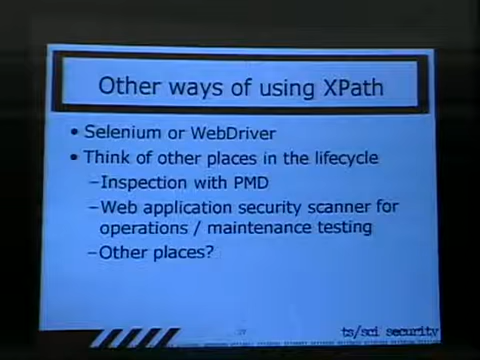 Other ways of using XPath
• Selenium or WebDriver
• Think of other places in the lifecycle
–Inspection with PMD
–Web application security scanner for
operations / maintenance testing
–Other places?
ts/sci security